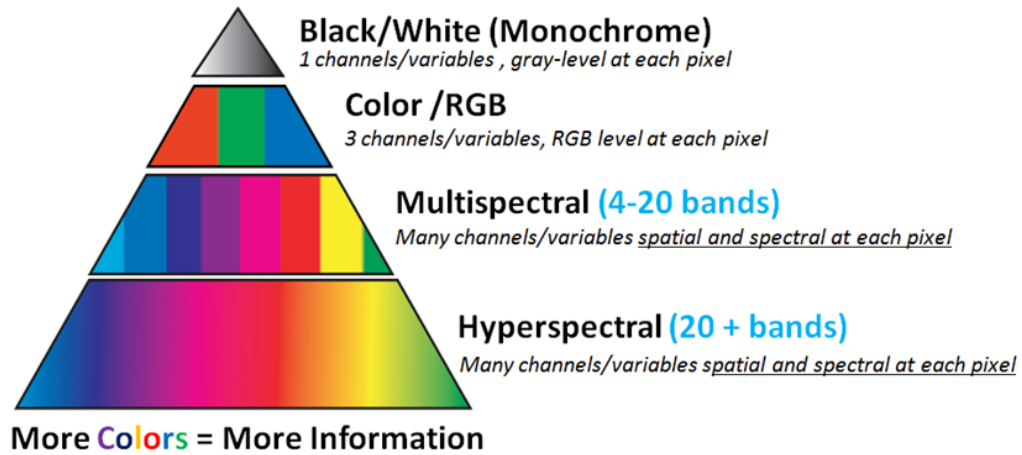 Black/White (Monochrome)
1 channels/variables , gray-level at each pixel
Color /RGB
3 channels/variables, RGB level at each pixel
Multispectral (4-20 bands)
Many channels/variables spatial and spectral at each pixel
Hyperspectral (20 + bands)
Many channels/variables spatial and spectral at each pixel
More Colors = More Information